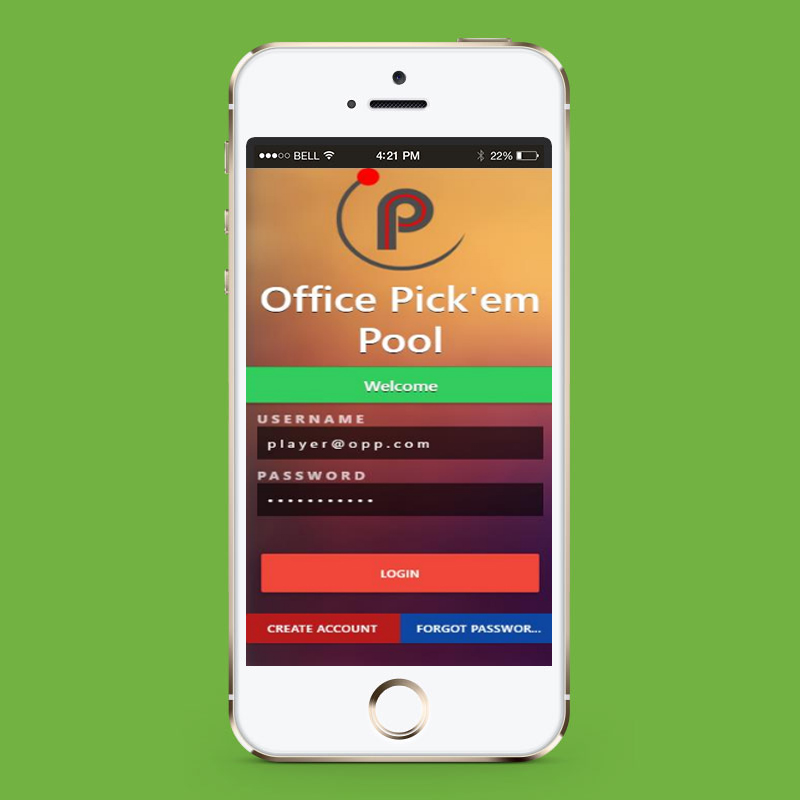 BELL 4:21 PM 22%
P
Office Pick'em
Pool
Welcome
USERNAME
player@opp.com
PASSWORD
•••••••••••
LOGIN
CREATE ACCOUNT FORGOT PASSWOR...